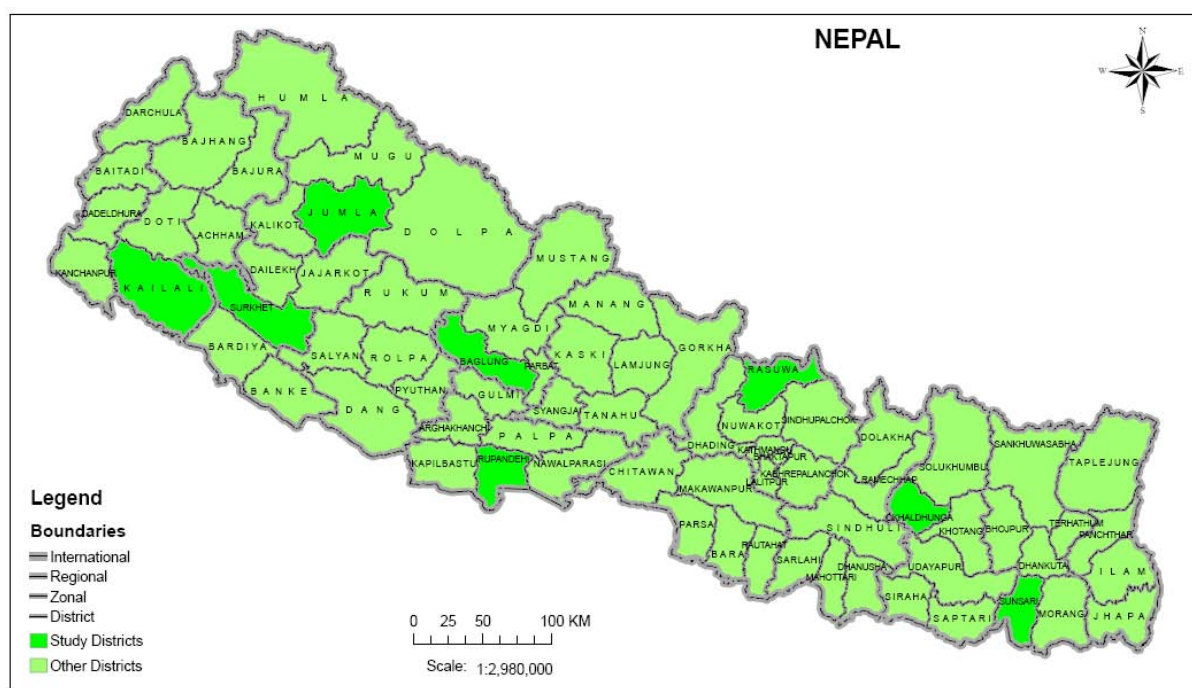 NEPAL
N
W E
S
HUMLA
DARCHULA
BAJHANG
MUGU
BAITADI
BAJURA
JUMLA
DADELDHURA
DOTI
ACHHAM
KALIKOT
DOLPA
MUSTANG
KANCHANPUR
DAILEKH
JAJARKOT
KAILALI
RUKUM
MANANG
SURKHET
MYAGDI
GORKHA
BARDIYA
SALYAN
ROLPA
BAGLUNG
PARBAT
KASKI
LAMJUNG
RASUWA
BANKE
PYUTHAN
GULMI
DANG
SYANGJA
TANAHU
NUWAKOT
SINDHUPALCHOK
ARGHAKHANCHI
PALPA
DHADING
DOLAKHA
SANKHUWASABHA
KATHMANDU
BHAKTAPUR
KAPILBASTU
RUPANDEHI
NAWALPARASI
CHITAWAN
KABHREPALANCHOK
LALITPUR
RAMECHHAP
SOLUKHUMBU
TAPLEJUNG
MAKAWANPUR
OKHALDHUNGA
PARSA
SINDHULI
KHOTANG
BHOJPUR
TERHATHUM
PANCHTHAR
BARA
RAUTAHAT
SARLAHI
DHANUSHA
MAHOTTARI
UDAYAPUR
DHANKUTA
ILAM
SIRAHA
SUNSARI
SAPTARI
MORANG
JHAPA
Legend
Boundaries
International
Regional
Zonal
District
Study Districts
Other Districts
0 25 50 100 KM
Scale: 1:2,980,000